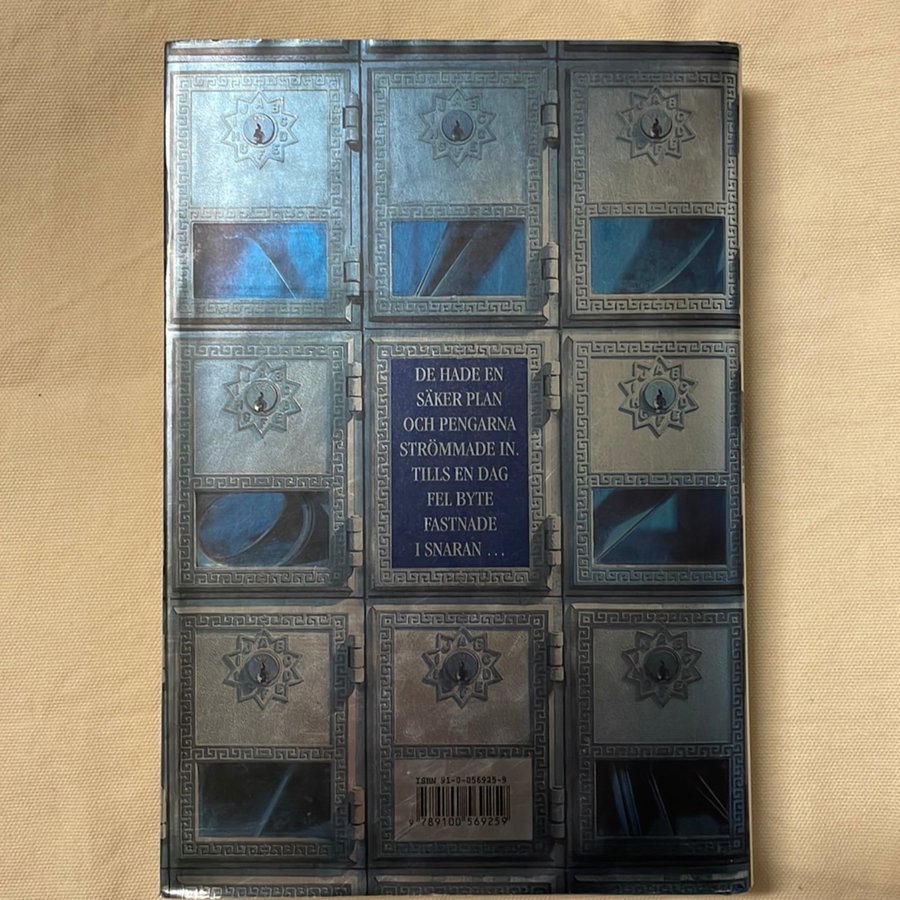 DE HADE EN
SÄKER PLAN
OCH PENGARNA
STRÖMMADE IN.
TILLS EN DAG
FEL BYTE
FASTNADE
I SNARAN ...
ISBN 91-0-056925-9
9 789100 569259